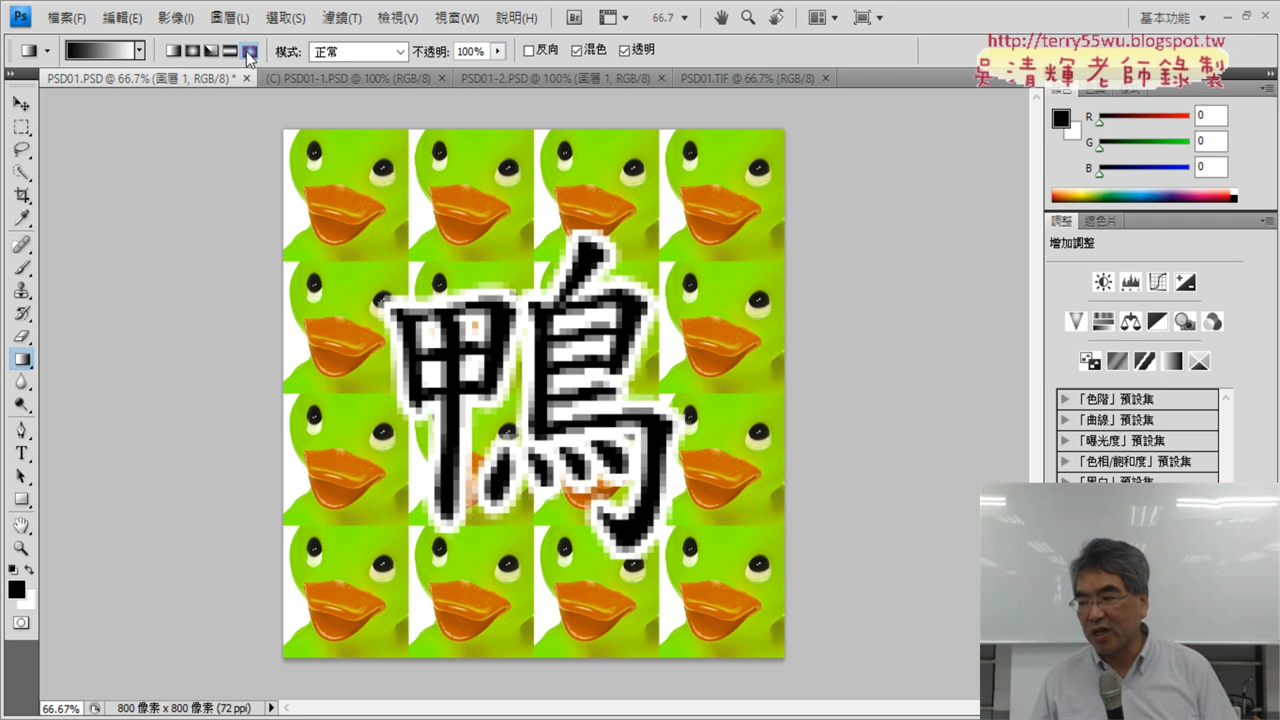 Ps 檔案(F) 編輯(E) 影像(I) 圖層(L) 選取(S) 濾鏡(T) 檢視(V) 視窗(W) 說明(H) Br 66.7 基本功能
模式: 正常 不透明: 100% 反向 混色 透明
http://terry55wu.blogspot.tw
吳清輝老師錄製
PSD01.PSD @ 66.7% (圖層 1, RGB/8) * (C) PSD01-1.PSD @ 100% (RGB/8) PSD01-2.PSD @ 100% (圖層 1, RGB/8) PSD01.TIF @ 66.7% (RGB/8)
R 0
G 0
B 0
調整 遮色片
增加調整
「色階」預設集
「曲線」預設集
「曝光度」預設集
「色相/飽和度」預設集
鴨
66.67% 800 像素 x 800 像素 (72 ppi)